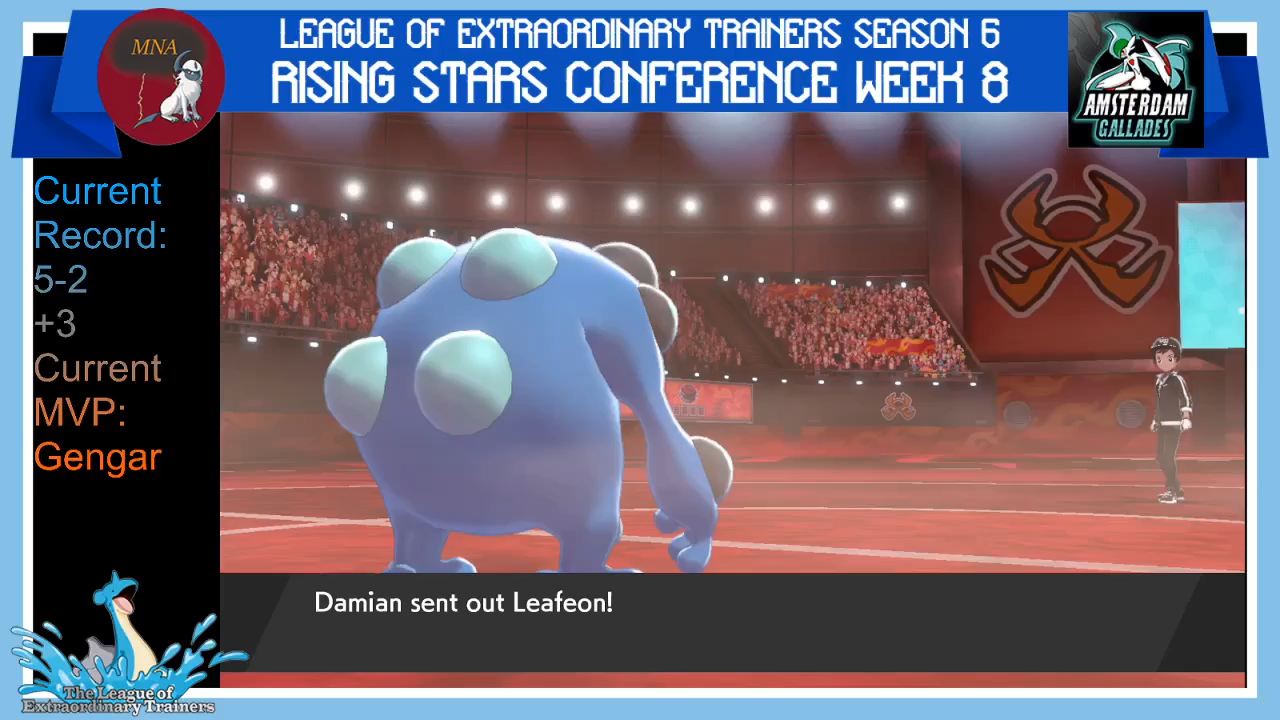 LEAGUE OF EXTRAORDINARY TRAINERS SEASON 6
RISING STARS CONFERENCE WEEK 8
MNA
AMSTERDAM
GALLADES
Current
Record:
5-2
+3
Current
MVP:
Gengar
Damian sent out Leafeon!
The League of
Extraordinary Trainers